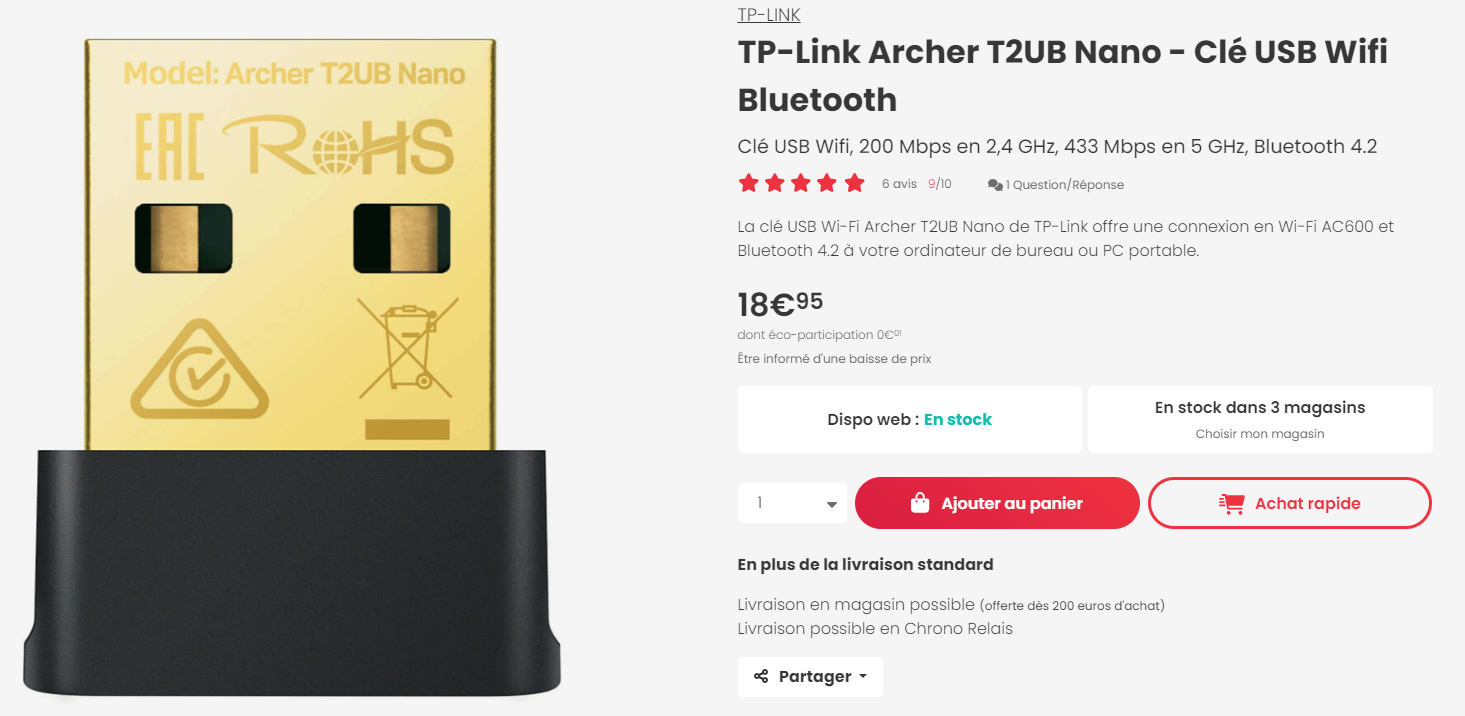 Model: Archer T2UB Nano
EAC RoHS
TP-LINK
TP-Link Archer T2UB Nano - Clé USB Wifi
Bluetooth
Clé USB Wifi, 200 Mbps en 2,4 GHz, 433 Mbps en 5 GHz, Bluetooth 4.2
6 avis 9/10 1 Question/Réponse
La clé USB Wi-Fi Archer T2UB Nano de TP-Link offre une connexion en Wi-Fi AC600 et
Bluetooth 4.2 à votre ordinateur de bureau ou PC portable.
18€95
dont éco-participation 0€01
Être informé d'une baisse de prix
Dispo web : En stock
En stock dans 3 magasins
Choisir mon magasin
1
Ajouter au panier
Achat rapide
En plus de la livraison standard
Livraison en magasin possible (offerte dès 200 euros d'achat)
Livraison possible en Chrono Relais
Partager